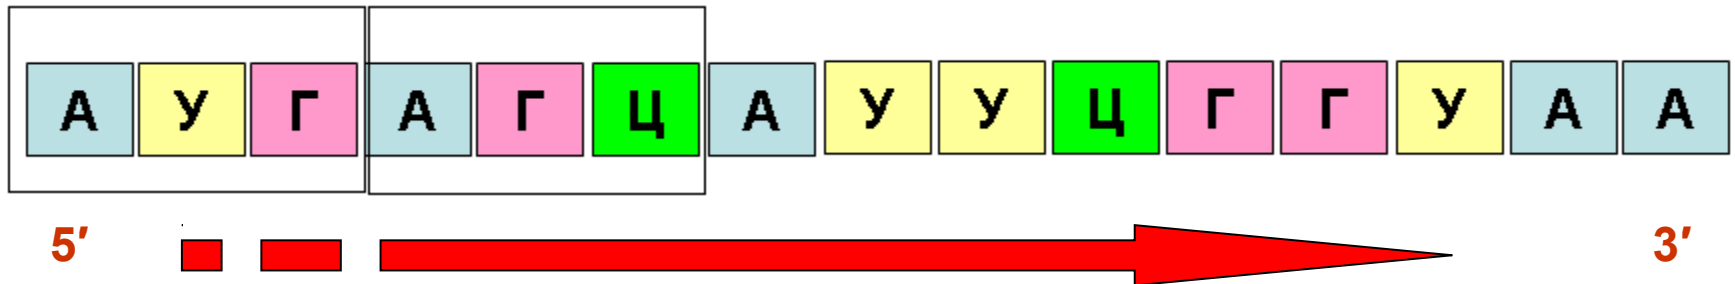 А У Г А Г Ц А У У Ц Г Г У А А
5′ 3′